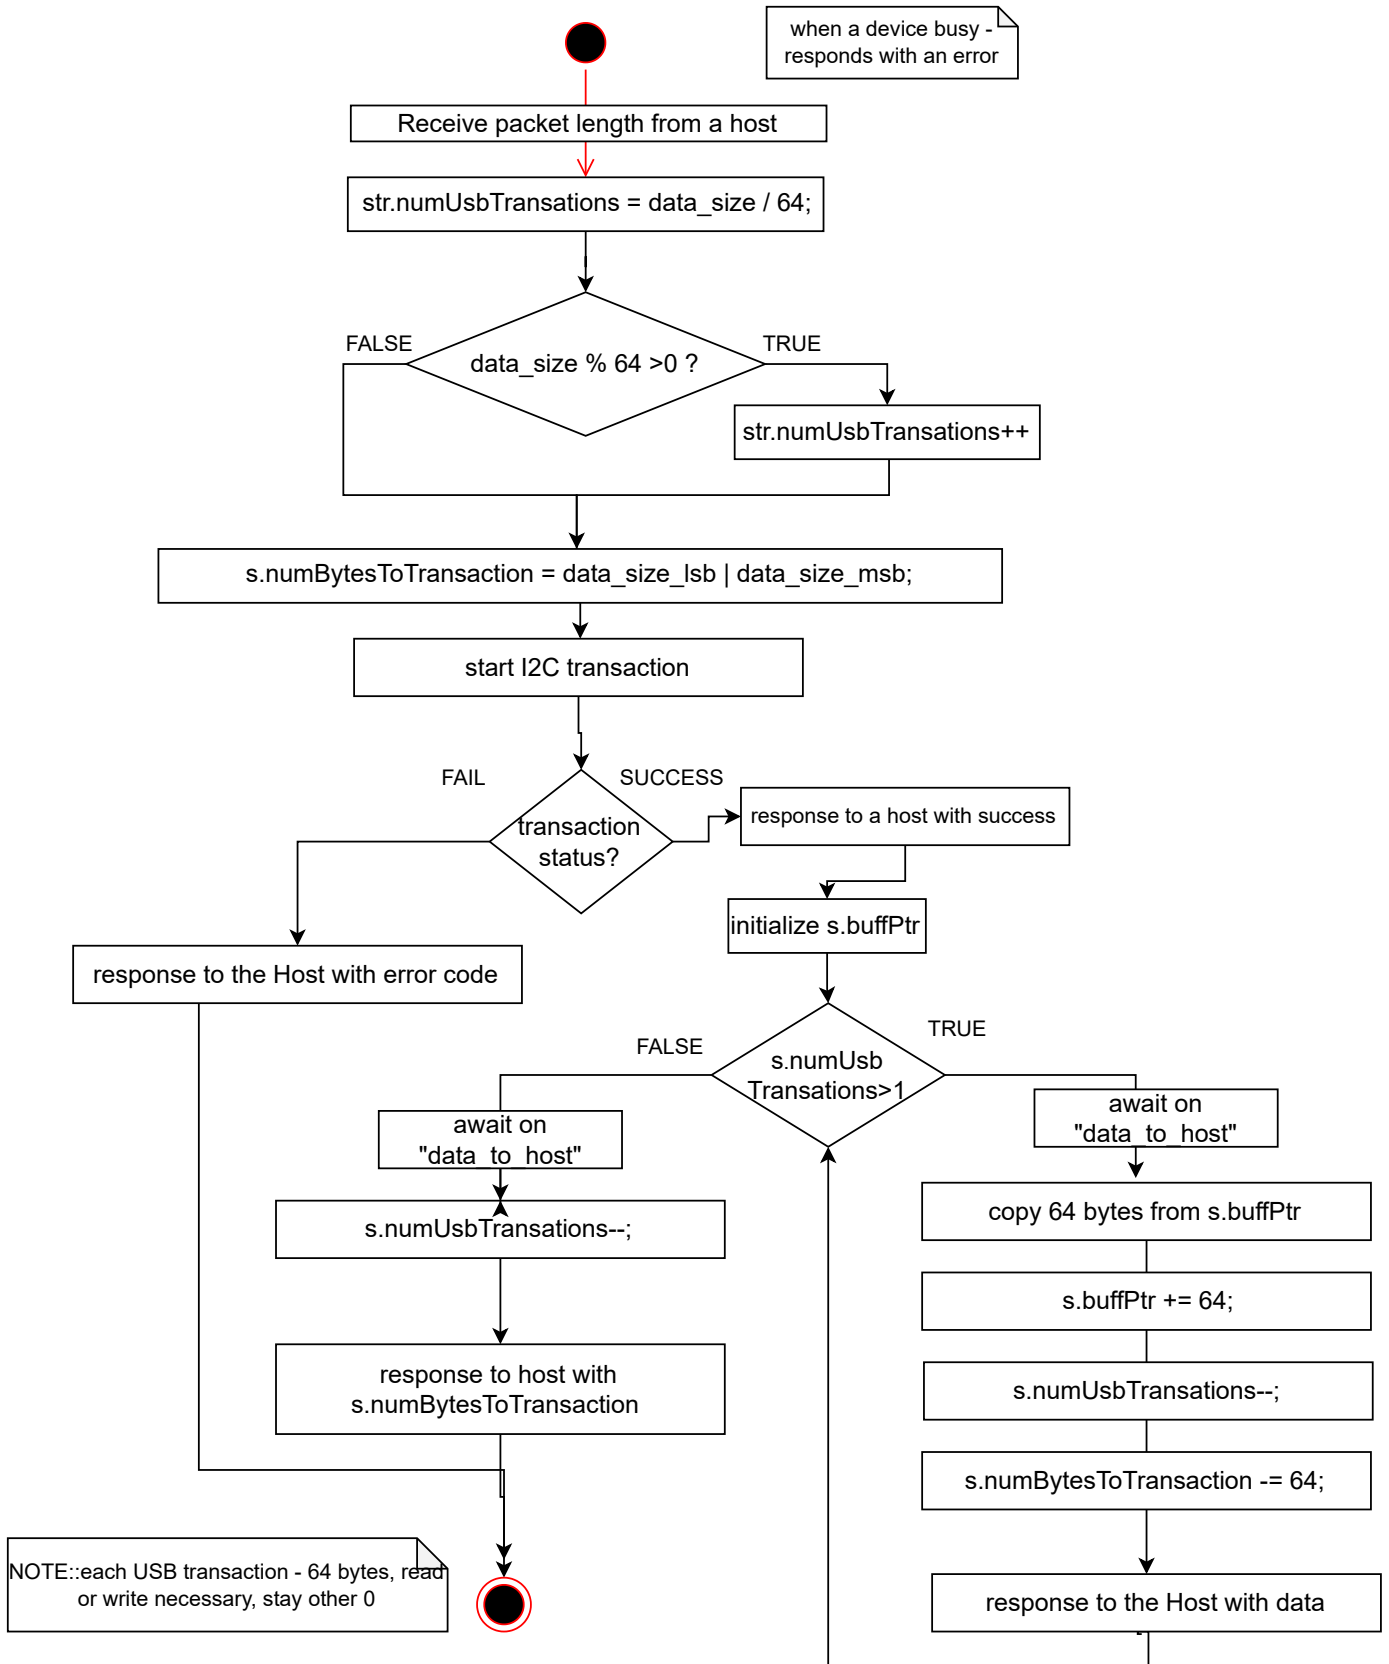 when a device busy -
responds with an error
Receive packet length from a host
str.numUsbTransations = data_size / 64;
FALSE
TRUE
data_size % 64 >0 ?
str.numUsbTransations++
s.numBytesToTransaction = data_size_lsb | data_size_msb;
start I2C transaction
FAIL
SUCCESS
transaction
status?
response to a host with success
initialize s.buffPtr
response to the Host with error code
FALSE
TRUE
s.numUsb
Transations>1
await on
"data_to_host"
await on
"data_to_host"
s.numUsbTransations--;
copy 64 bytes from s.buffPtr
s.buffPtr += 64;
response to host with
s.numBytesToTransaction
s.numUsbTransations--;
s.numBytesToTransaction -= 64;
NOTE::each USB transaction - 64 bytes, read
or write necessary, stay other 0
response to the Host with data